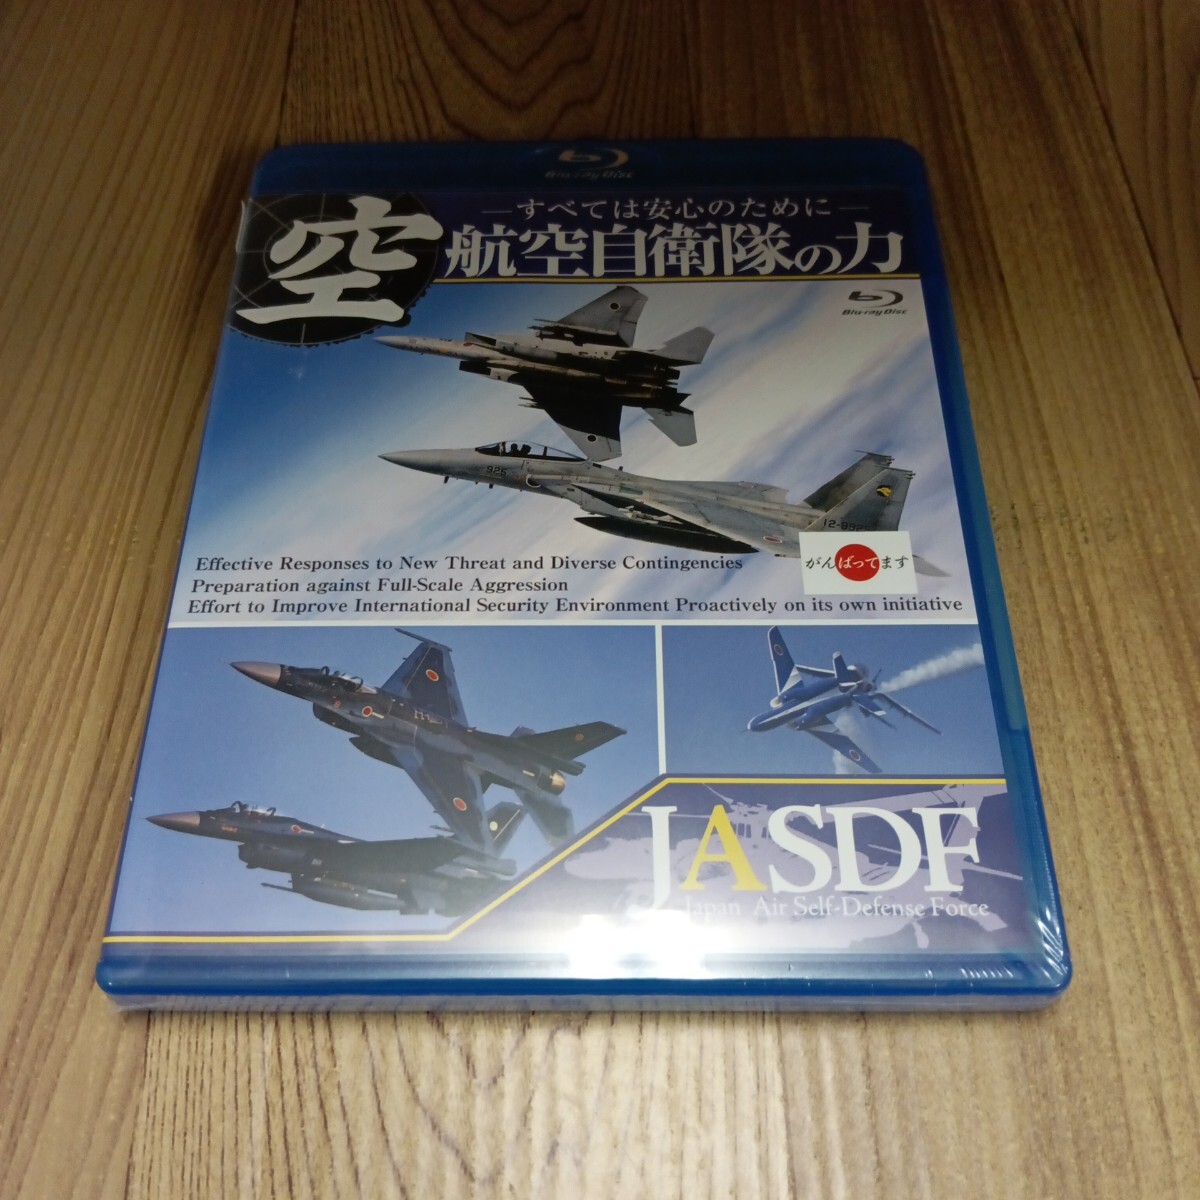 Blu-ray Disc
空
―すべては安心のために―
航空自衛隊の力
Blu-ray Disc
925
12-8925
がんばってます
Effective Responses to New Threat and Diverse Contingencies
Preparation against Full-Scale Aggression
Effort to Improve International Security Environment Proactively on its own initiative
JASDF
Japan Air Self-Defense Force